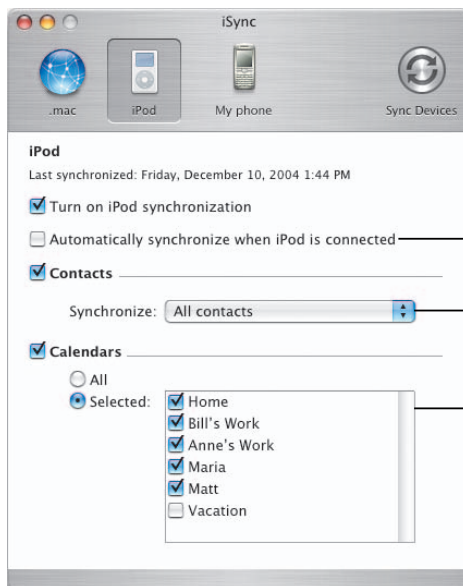 iSync
.mac iPod My phone Sync Devices
iPod
Last synchronized: Friday, December 10, 2004 1:44 PM
Turn on iPod synchronization
Automatically synchronize when iPod is connected
Contacts
Synchronize: All contacts
Calendars
All
Selected: Home
Bill's Work
Anne's Work
Maria
Matt
Vacation